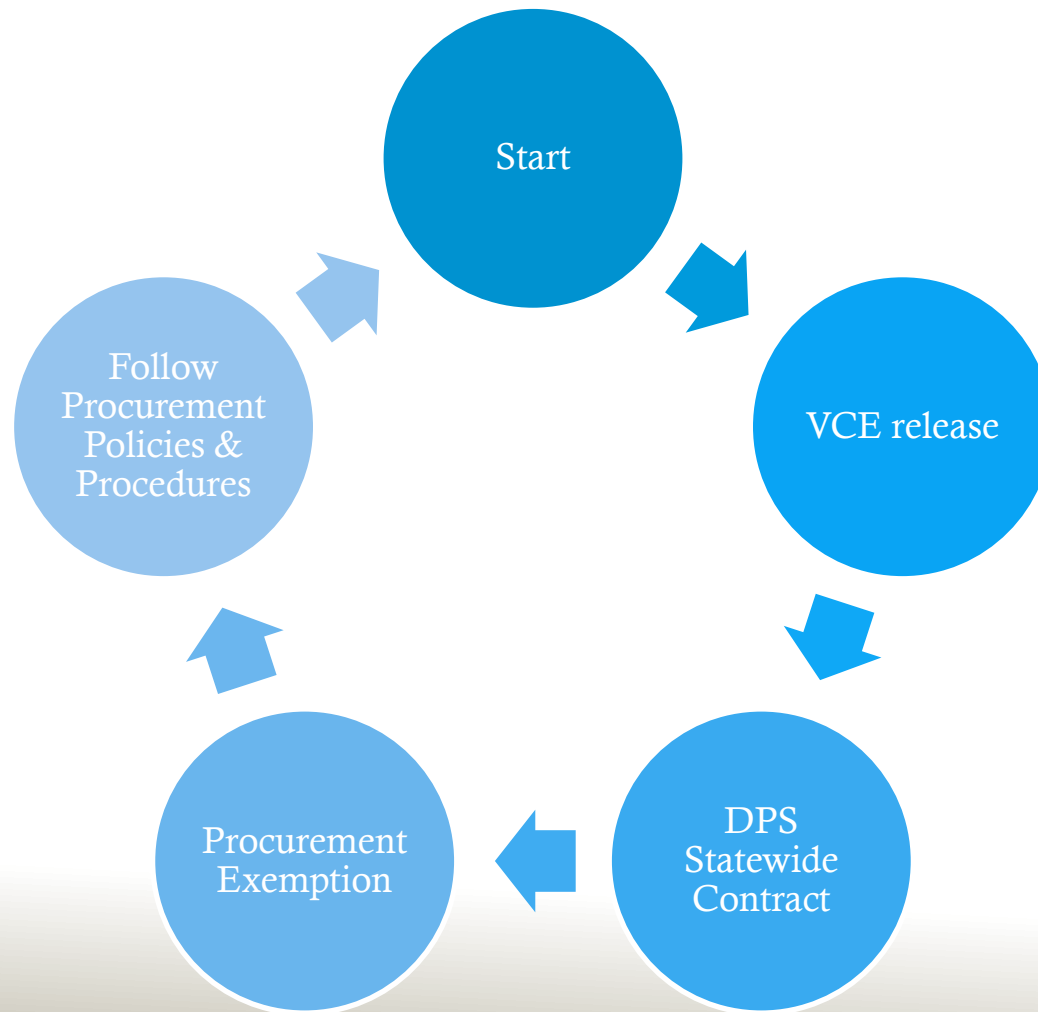 Start
VCE release
DPS
Statewide
Contract
Procurement
Exemption
Follow
Procurement
Policies &
Procedures